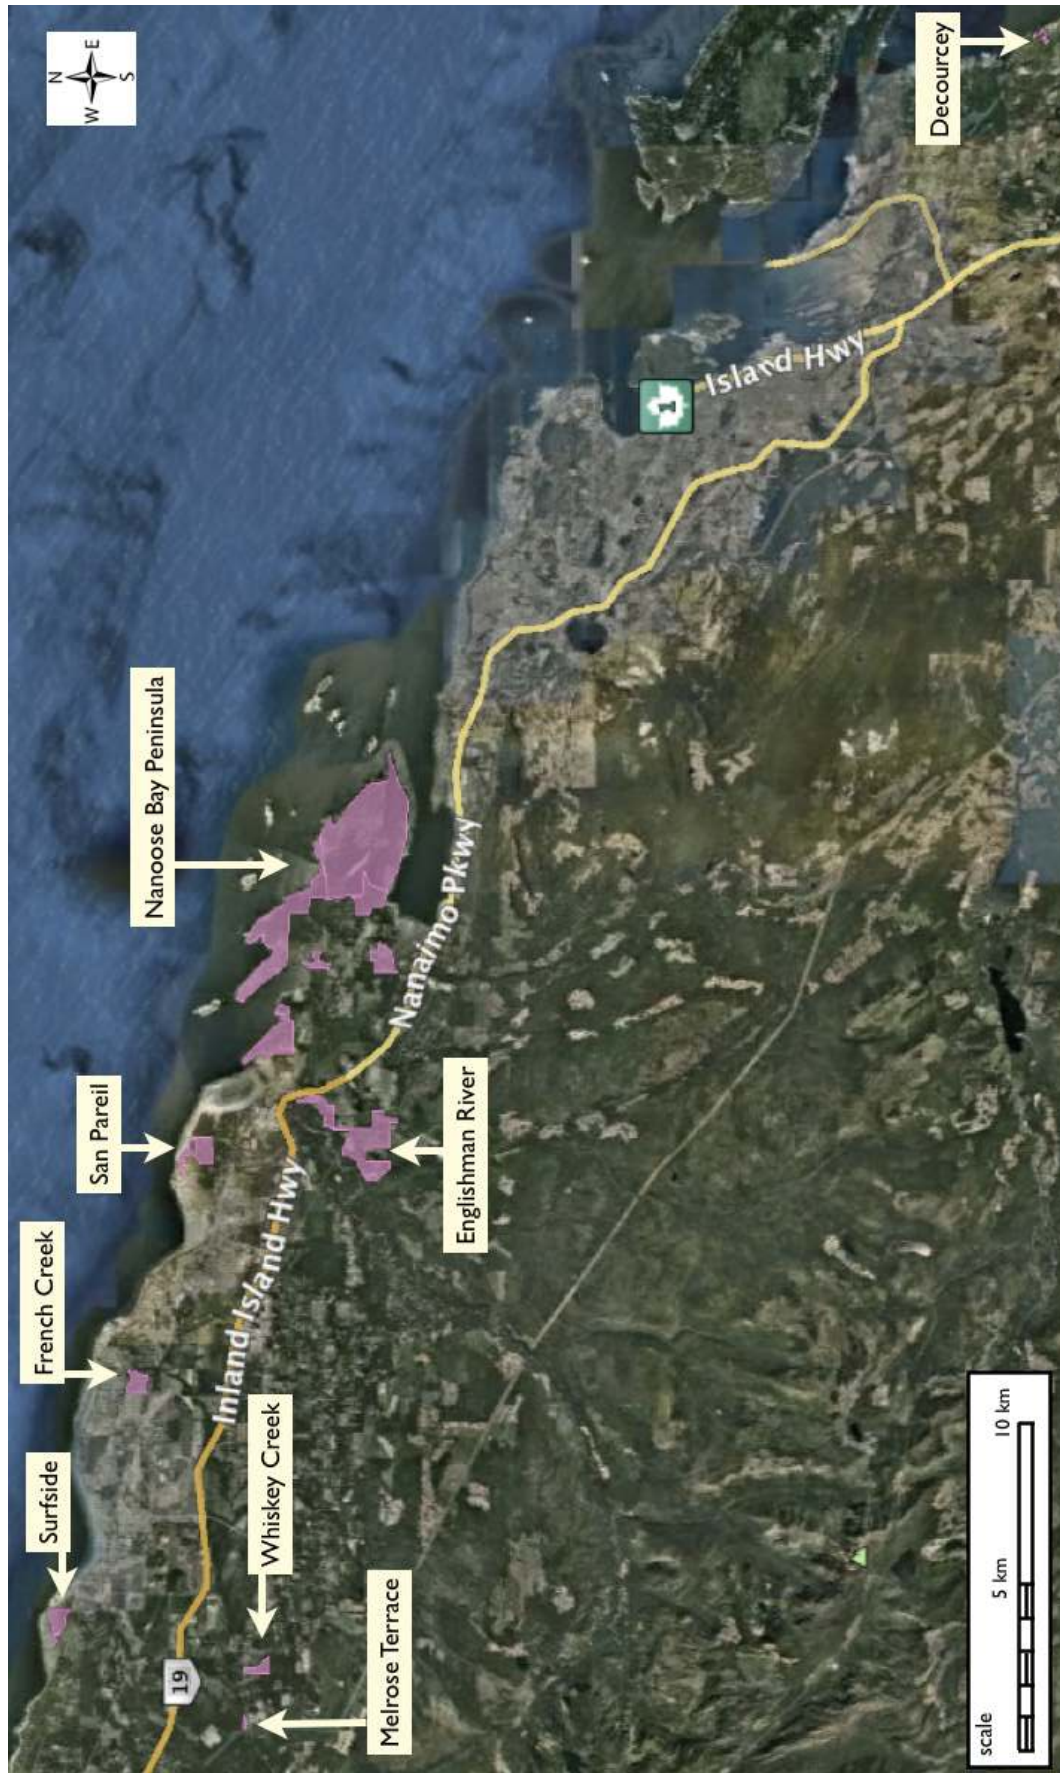 N
W E
S
Surfside
French Creek
San Pareil
Nanoose Bay Peninsula
Decourcey
19
Inland Island Hwy
Nanaimo Pkwy
1
Island Hwy
Melrose Terrace
Whiskey Creek
Englishman River
scale
5 km
10 km